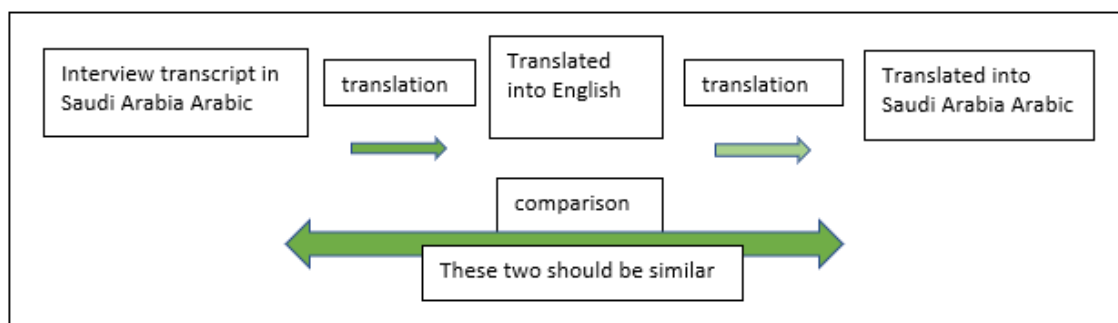 Interview transcript in
Saudi Arabia Arabic
translation
Translated
into English
translation
Translated into
Saudi Arabia Arabic
comparison
These two should be similar